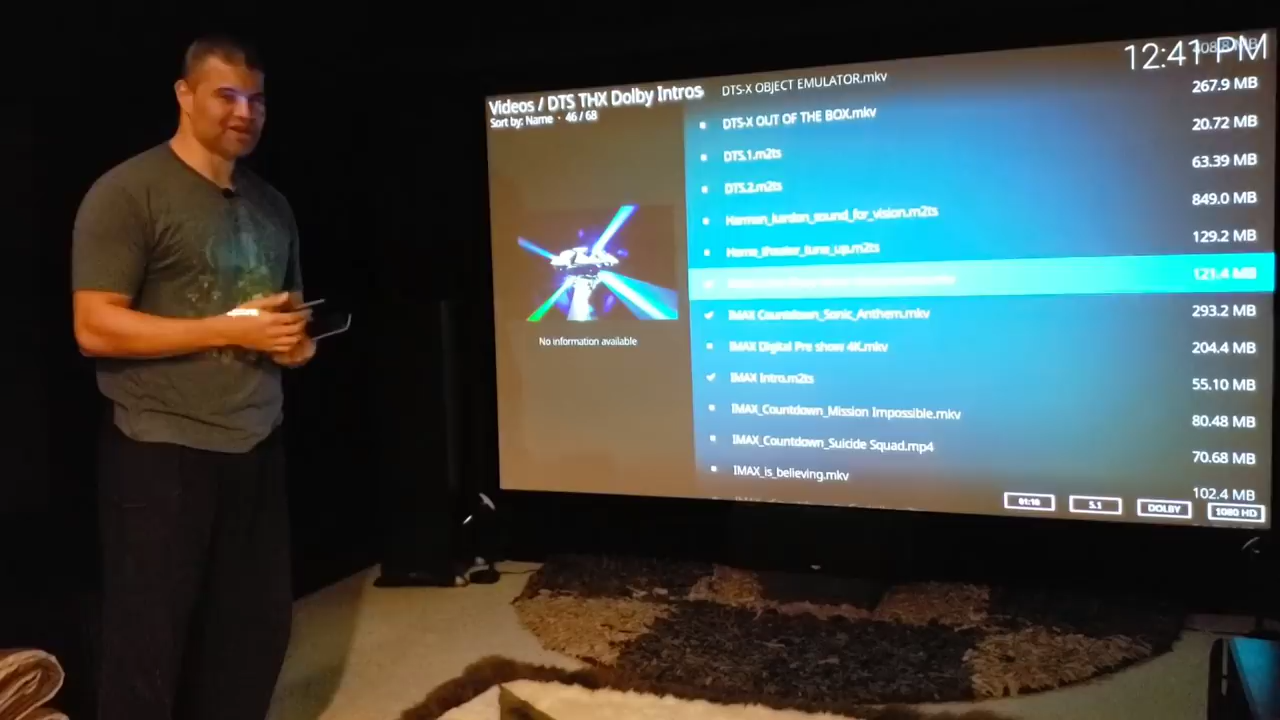 12:41 PM
Videos / DTS THX Dolby Intros
Sort by: Name · 46 / 68
DTS-X OBJECT EMULATOR.mkv
267.9 MB
DTS-X OUT OF THE BOX.mkv
20.72 MB
DTS.1.m2ts
63.39 MB
DTS.2.m2ts
849.0 MB
Harman_kardon_sound_for_vision.m2ts
129.2 MB
Home_theater_tune_up.m2ts
121.4 MB
IMAX Countdown_Sonic_Anthem.mkv
293.2 MB
IMAX Digital Pre show 4K.mkv
204.4 MB
IMAX Intro.m2ts
55.10 MB
IMAX_Countdown_Mission Impossible.mkv
80.48 MB
IMAX_Countdown_Suicide Squad.mp4
70.68 MB
IMAX_is_believing.mkv
102.4 MB
No information available
01:10
5.1
DOLBY
1080 HD